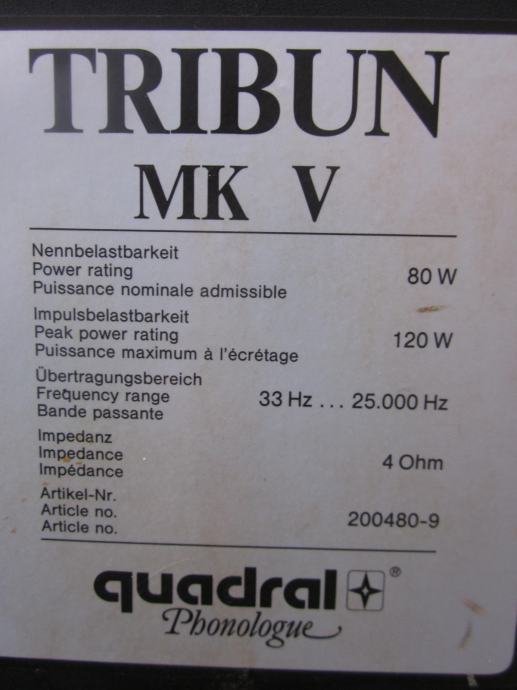 TRIBUN
MK V
Nennbelastbarkeit
Power rating
Puissance nominale admissible
80 W
Impulsbelastbarkeit
Peak power rating
Puissance maximum à l'écrétage
120 W
Übertragungsbereich
Frequency range
Bande passante
33 Hz ... 25.000 Hz
Impedanz
Impedance
Impédance
4 Ohm
Artikel-Nr.
Article no.
Article no.
200480-9
quadral ®
Phonologue